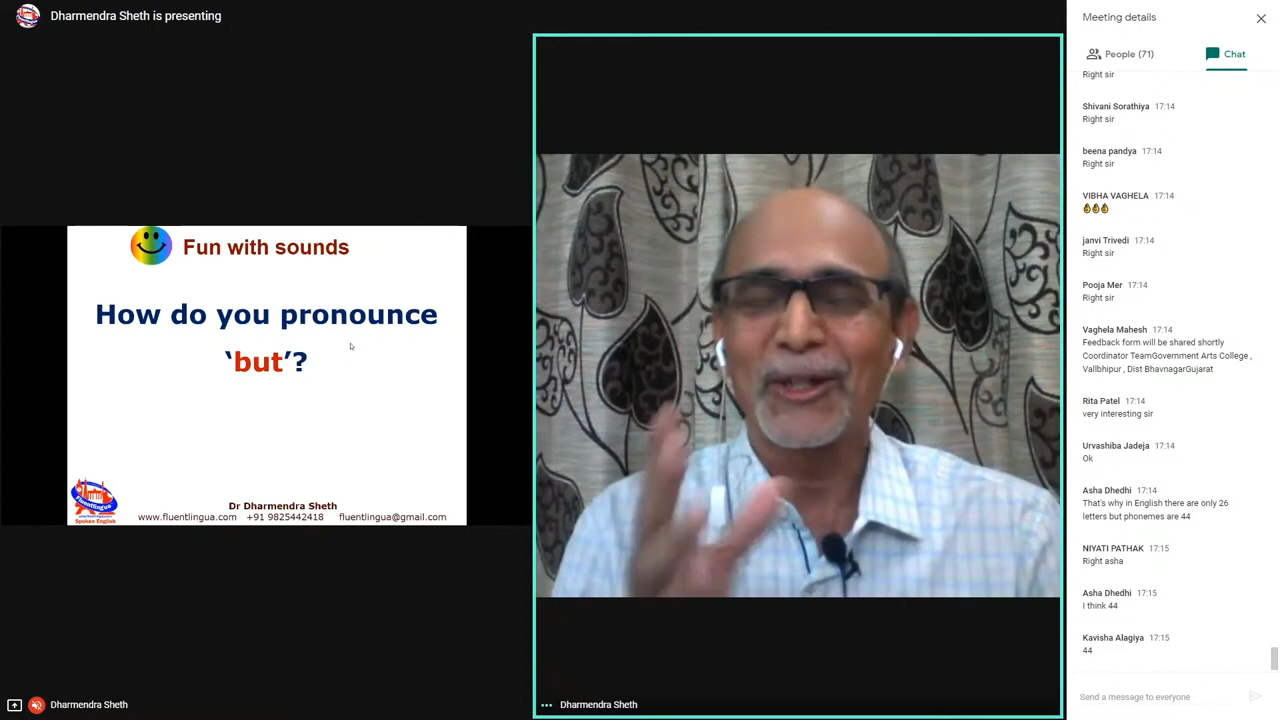 Dharmendra Sheth is presenting
Fun with sounds
How do you pronounce
‘but’?
Fluentlingua
Spoken English
Dr Dharmendra Sheth
www.fluentlingua.com +91 9825442418 fluentlingua@gmail.com
Dharmendra Sheth
Dharmendra Sheth
Meeting details
People (71)
Chat
Right sir
Shivani Sorathiya 17:14
Right sir
beena pandya 17:14
Right sir
VIBHA VAGHELA 17:14
👌👌👌
janvi Trivedi 17:14
Right sir
Pooja Mer 17:14
Right sir
Vaghela Mahesh 17:14
Feedback form will be shared shortly
Coordinator TeamGovernment Arts College ,
Vallbhipur , Dist BhavnagarGujarat
Rita Patel 17:14
very interesting sir
Urvashiba Jadeja 17:14
Ok
Asha Dhedhi 17:14
That's why in English there are only 26
letters but phonemes are 44
NIYATI PATHAK 17:15
Right asha
Asha Dhedhi 17:15
I think 44
Kavisha Alagiya 17:15
44
Send a message to everyone